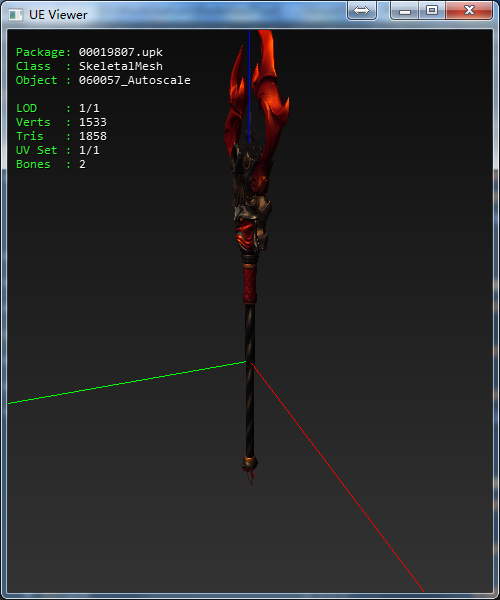 UE Viewer
Package: 00019807.upk
Class : SkeletalMesh
Object : 060057_Autoscale
LOD : 1/1
Verts : 1533
Tris : 1858
UV Set : 1/1
Bones : 2